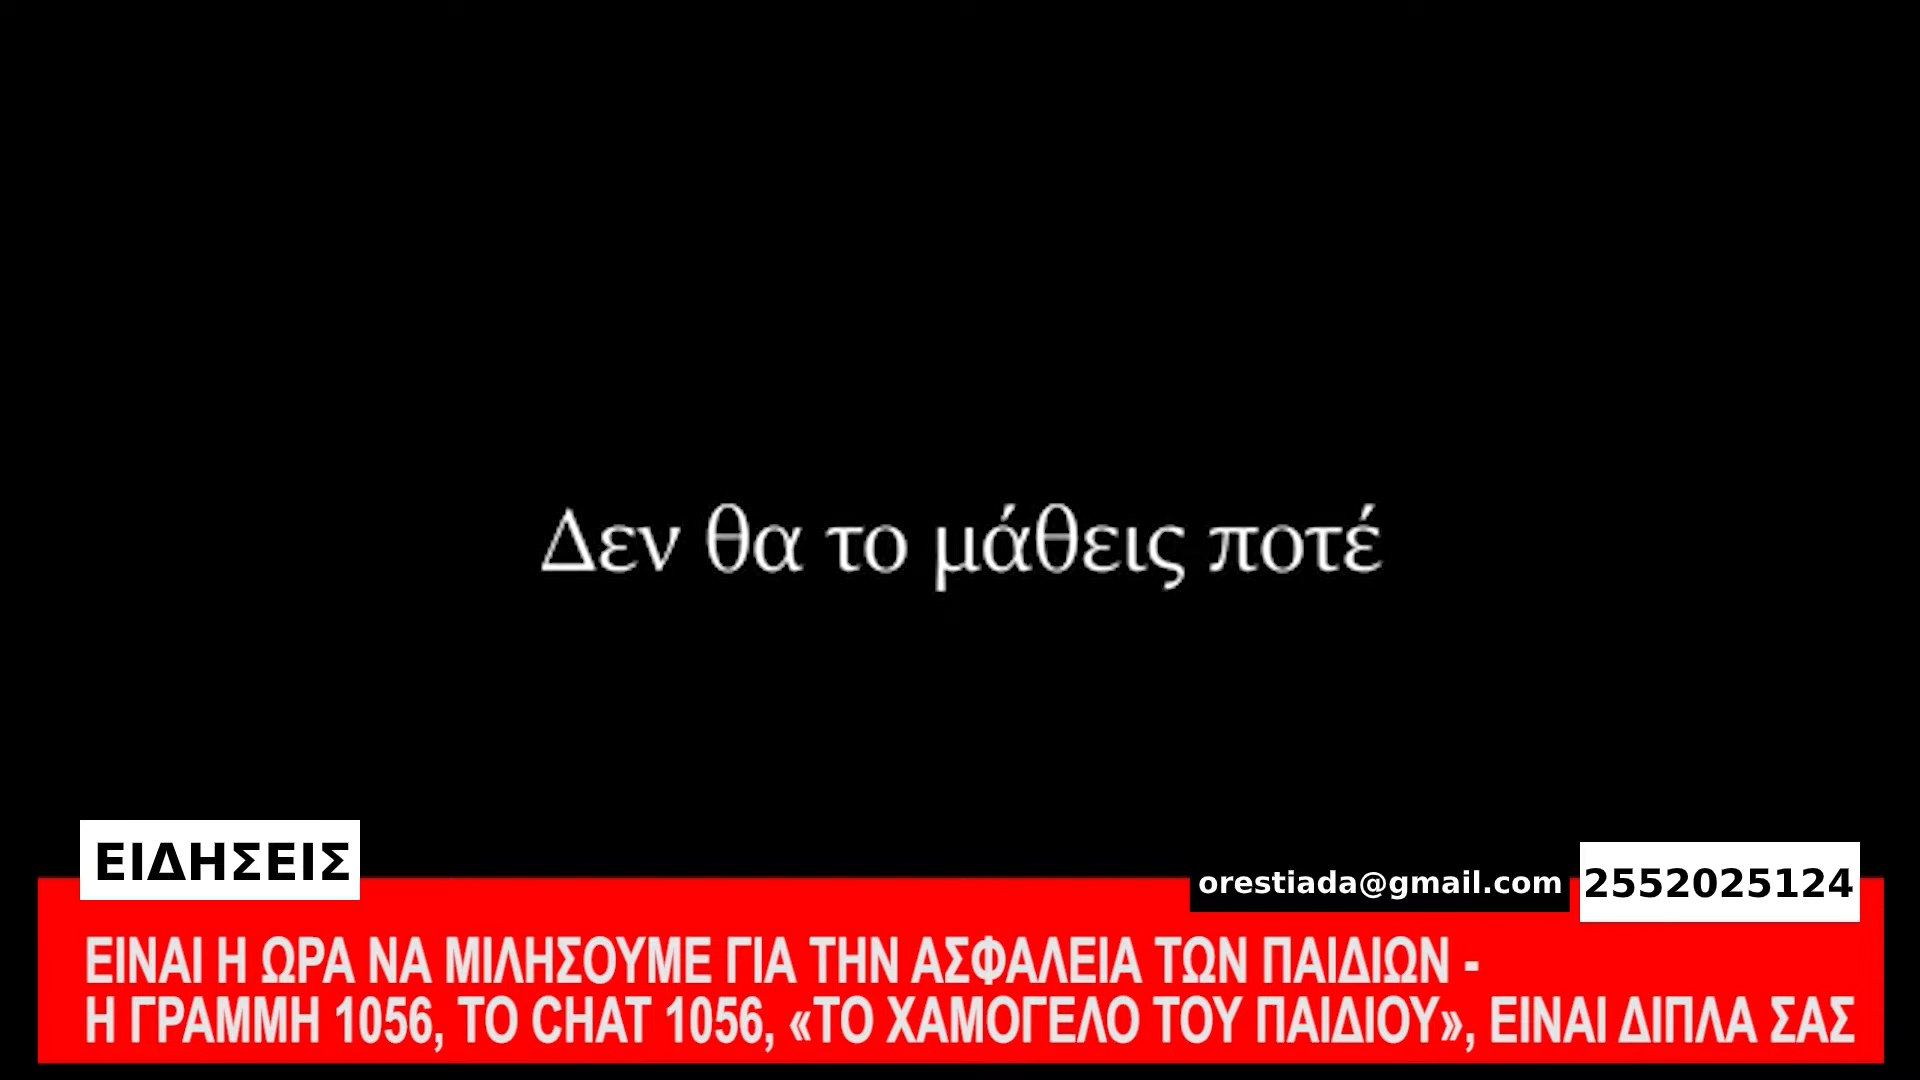 Δεν θα το μάθεις ποτέ
ΕΙΔΗΣΕΙΣ
orestiada@gmail.com
2552025124
ΕΙΝΑΙ Η ΩΡΑ ΝΑ ΜΙΛΗΣΟΥΜΕ ΓΙΑ ΤΗΝ ΑΣΦΑΛΕΙΑ ΤΩΝ ΠΑΙΔΙΩΝ -
Η ΓΡΑΜΜΗ 1056, ΤΟ CHAT 1056, «ΤΟ ΧΑΜΟΓΕΛΟ ΤΟΥ ΠΑΙΔΙΟΥ», ΕΙΝΑΙ ΔΙΠΛΑ ΣΑΣ